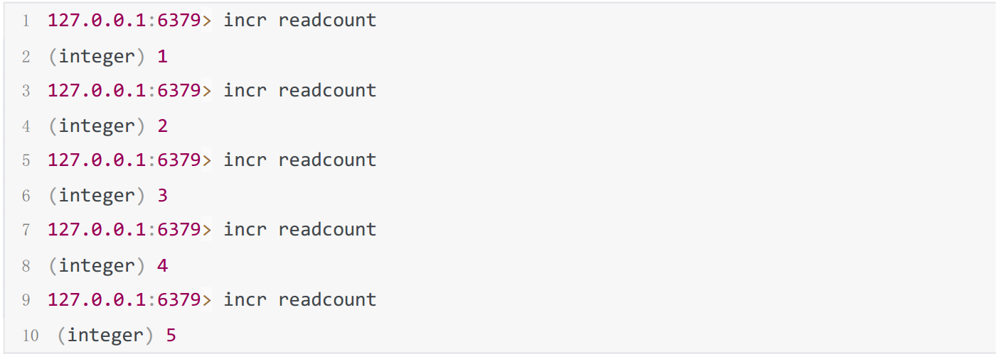 1 127.0.0.1:6379> incr readcount
2 (integer) 1
3 127.0.0.1:6379> incr readcount
4 (integer) 2
5 127.0.0.1:6379> incr readcount
6 (integer) 3
7 127.0.0.1:6379> incr readcount
8 (integer) 4
9 127.0.0.1:6379> incr readcount
10 (integer) 5